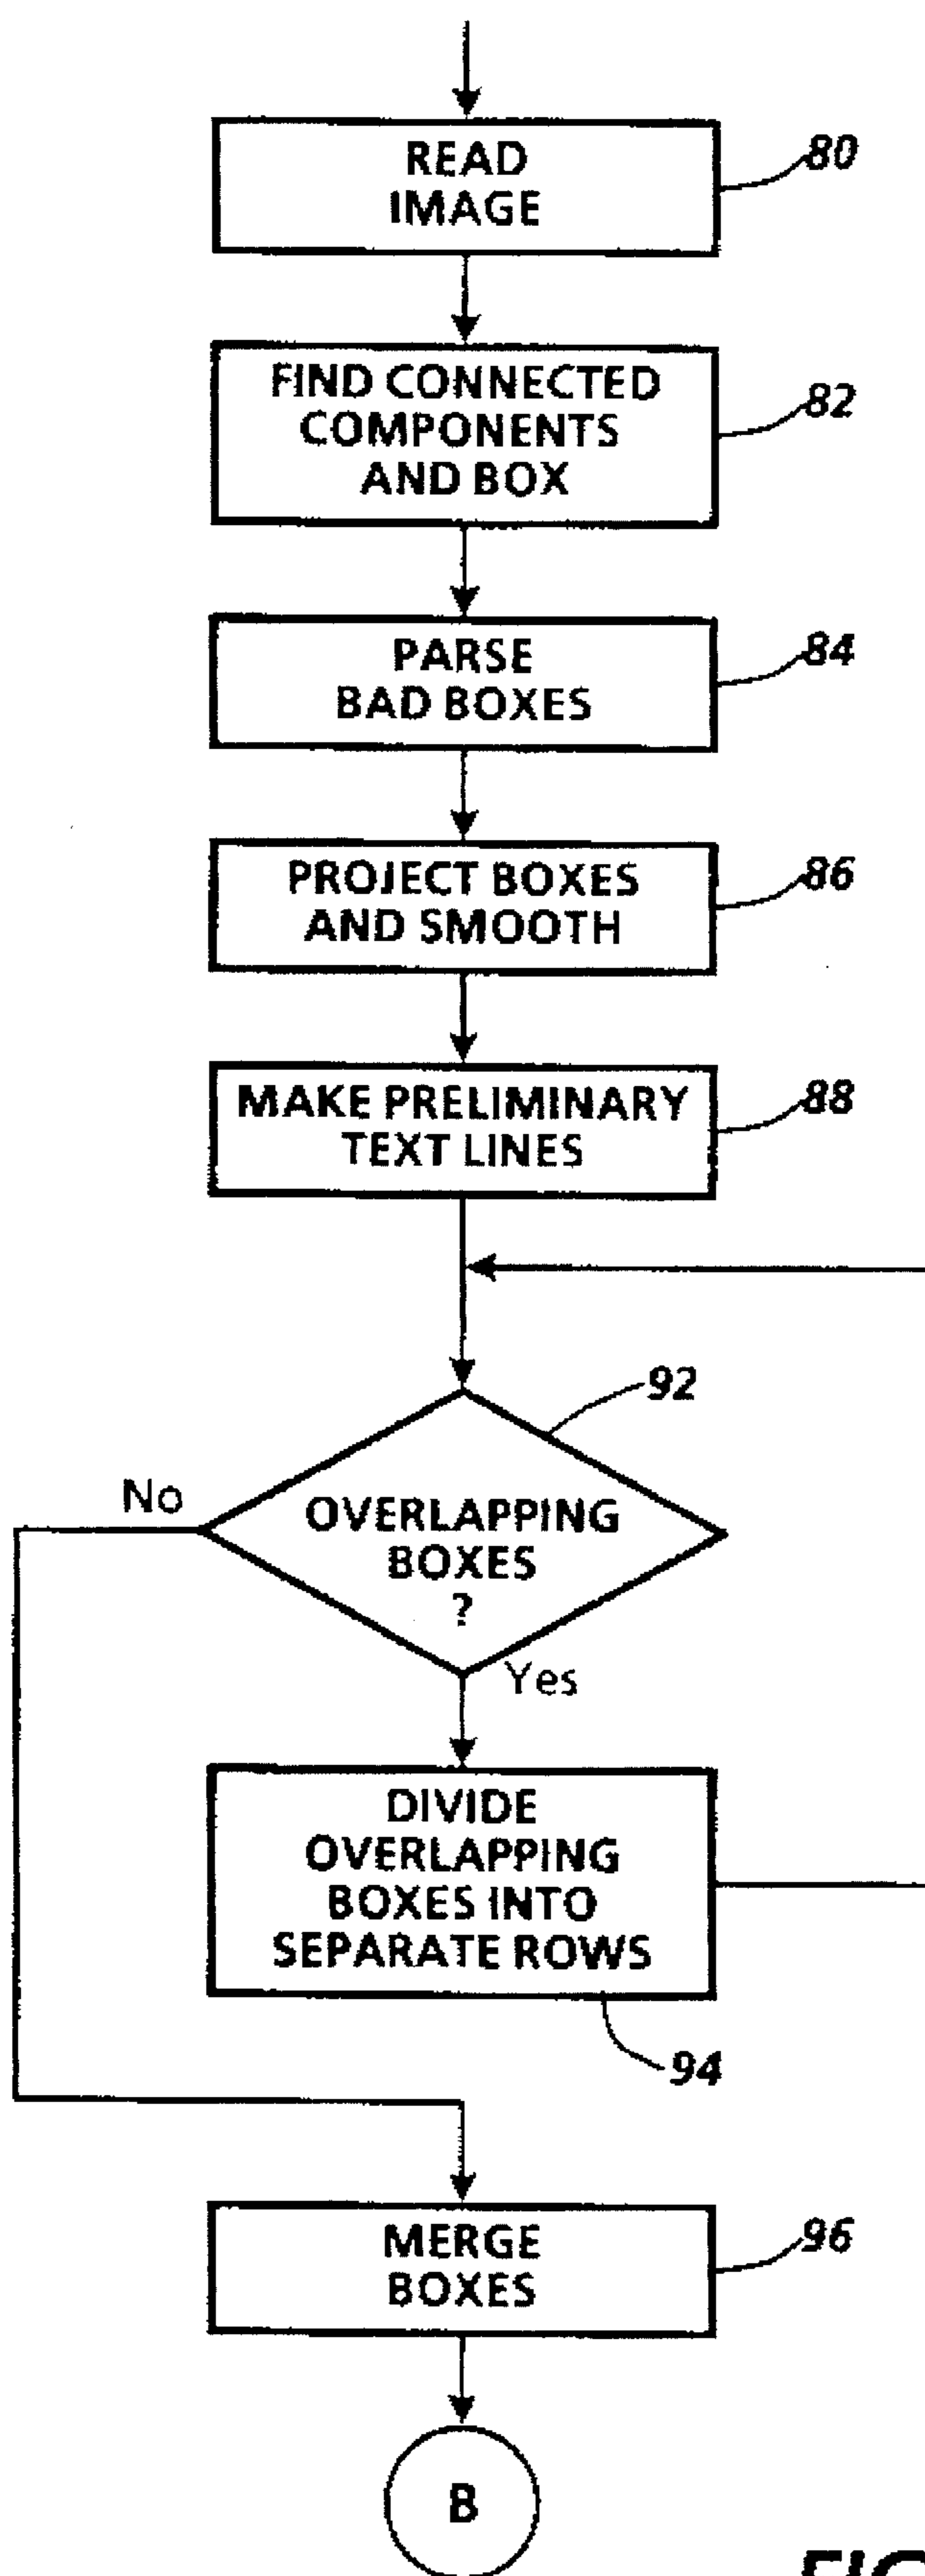 READ
IMAGE
80
FIND CONNECTED
COMPONENTS
AND BOX
82
PARSE
BAD BOXES
84
PROJECT BOXES
AND SMOOTH
86
MAKE PRELIMINARY
TEXT LINES
88
92
No
OVERLAPPING
BOXES
?
Yes
DIVIDE
OVERLAPPING
BOXES INTO
SEPARATE ROWS
94
MERGE
BOXES
96
B